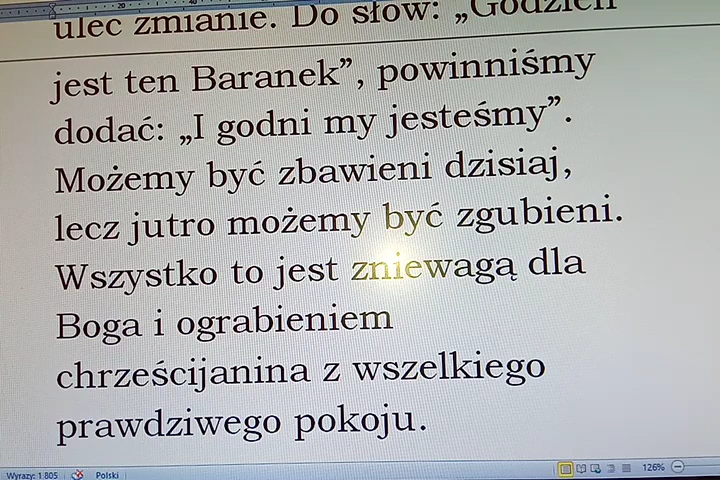 ulec zmianie. Do słów: „Godzien
jest ten Baranek”, powinniśmy
dodać: „I godni my jesteśmy”.
Możemy być zbawieni dzisiaj,
lecz jutro możemy być zgubieni.
Wszystko to jest zniewagą dla
Boga i ograbieniem
chrześcijanina z wszelkiego
prawdziwego pokoju.
Wyrazy: 1 805 Polski 126%